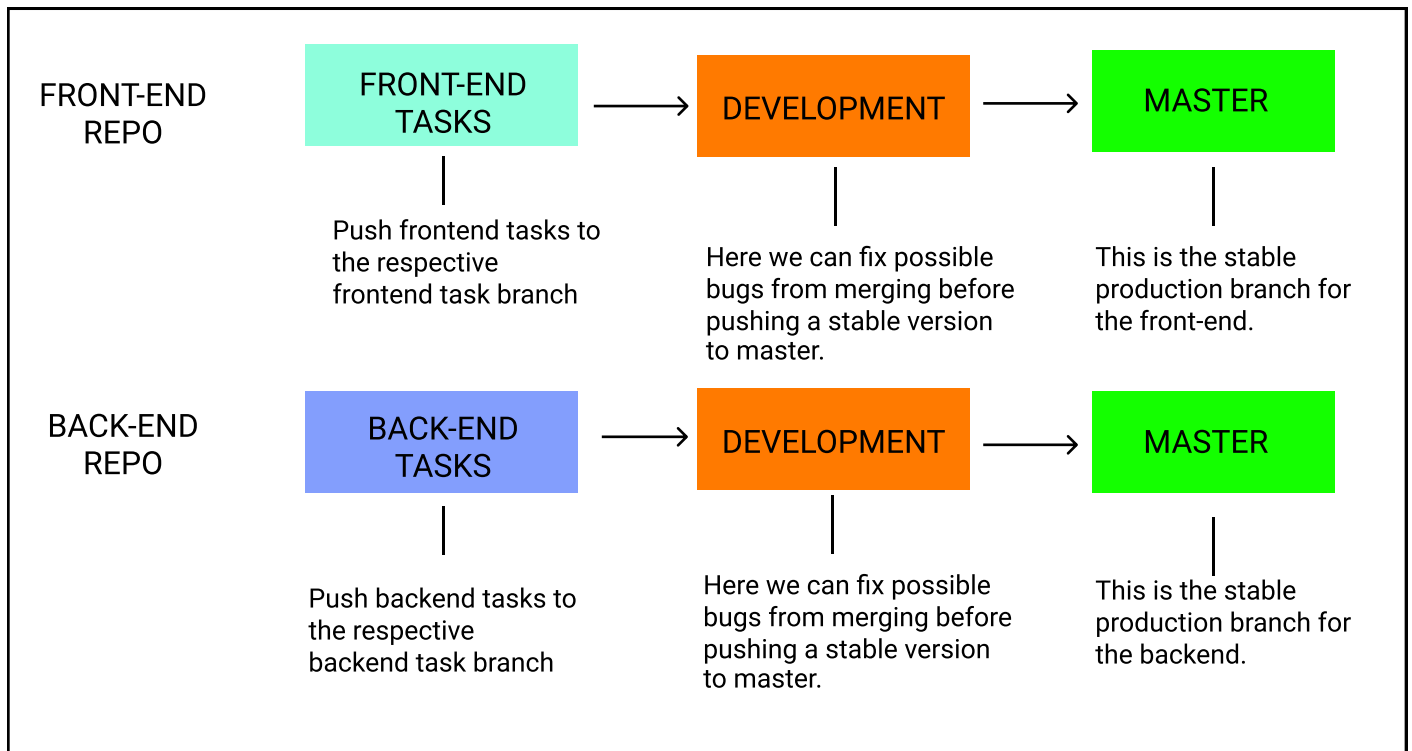 FRONT-END
REPO
FRONT-END
TASKS
DEVELOPMENT
MASTER
Push frontend tasks to
the respective
frontend task branch
Here we can fix possible
bugs from merging before
pushing a stable version
to master.
This is the stable
production branch for
the front-end.
BACK-END
REPO
BACK-END
TASKS
DEVELOPMENT
MASTER
Push backend tasks to
the respective
backend task branch
Here we can fix possible
bugs from merging before
pushing a stable version
to master.
This is the stable
production branch for
the backend.